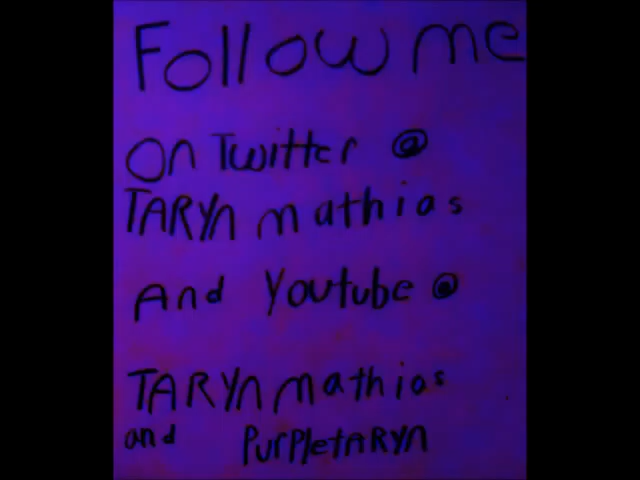 Follow me
On Twitter @
TARYn mathias
And Youtube @
TARYn mathias
and PurpletARYn